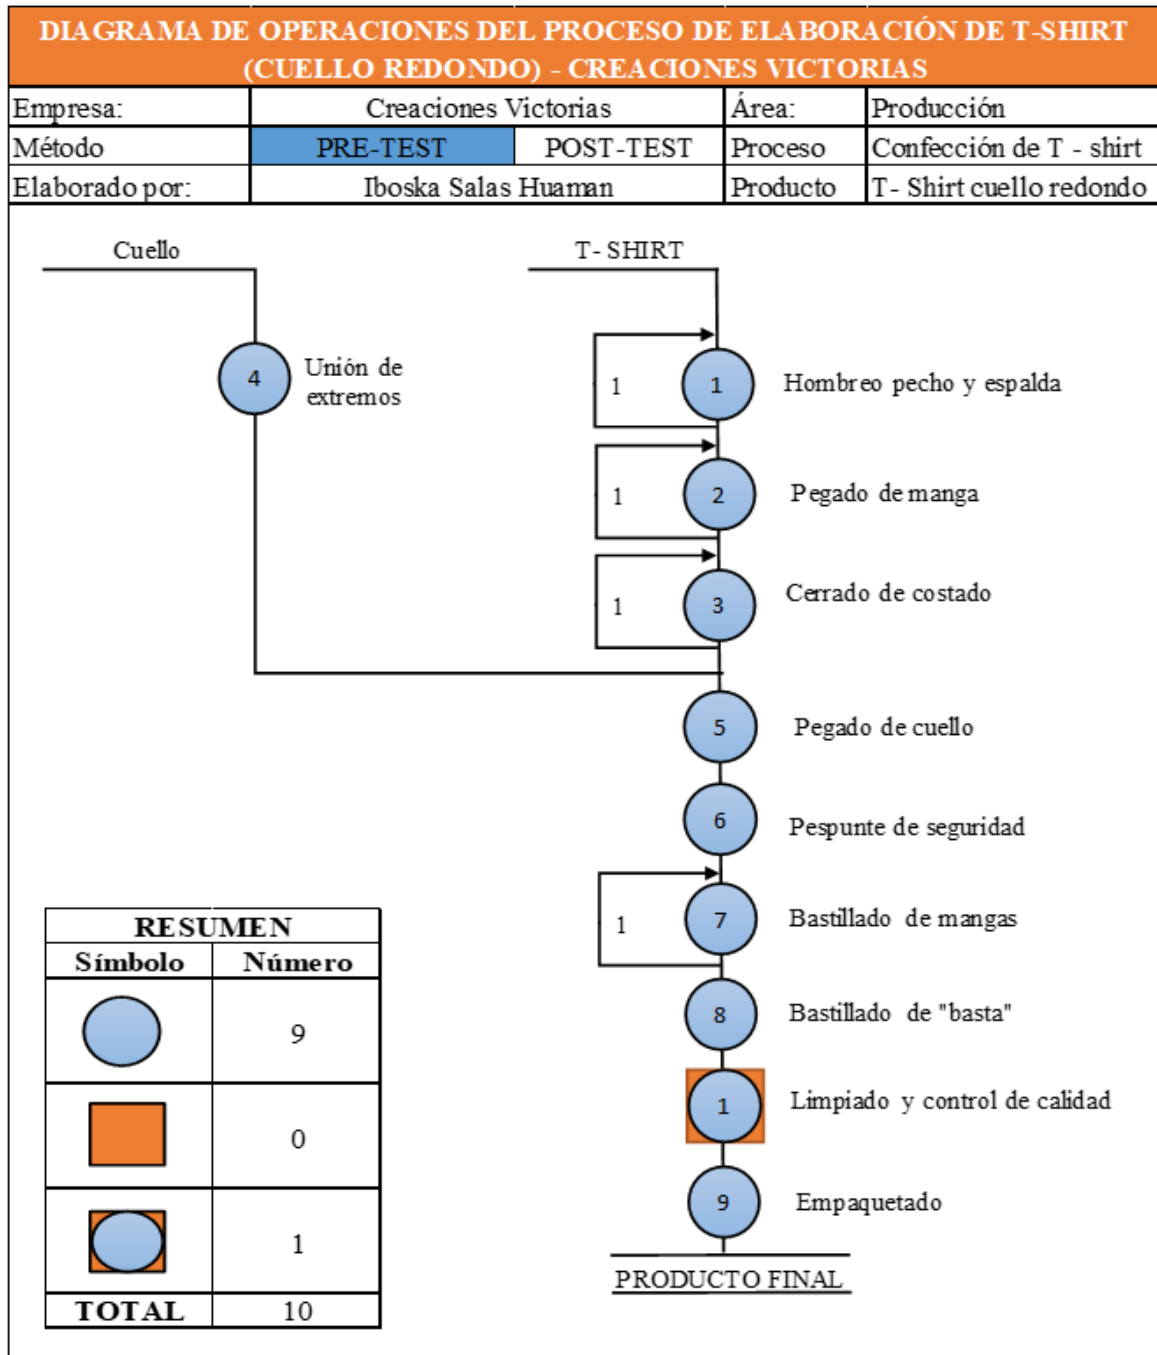 DIAGRAMA DE OPERACIONES DEL PROCESO DE ELABORACIÓN DE T-SHIRT
(CUELLO REDONDO) - CREACIONES VICTORIAS
Empresa: Creaciones Victorias Área: Producción
Método PRE-TEST POST-TEST Proceso Confección de T - shirt
Elaborado por: Iboska Salas Huaman Producto T- Shirt cuello redondo
Cuello T- SHIRT
4 Unión de
extremos
1 1 Hombreo pecho y espalda
1 2 Pegado de manga
1 3 Cerrado de costado
5 Pegado de cuello
6 Pespunte de seguridad
1 7 Bastillado de mangas
8 Bastillado de "basta"
1 Limpiado y control de calidad
9 Empaquetado
PRODUCTO FINAL
RESUMEN
Símbolo Número
9
0
1
TOTAL 10